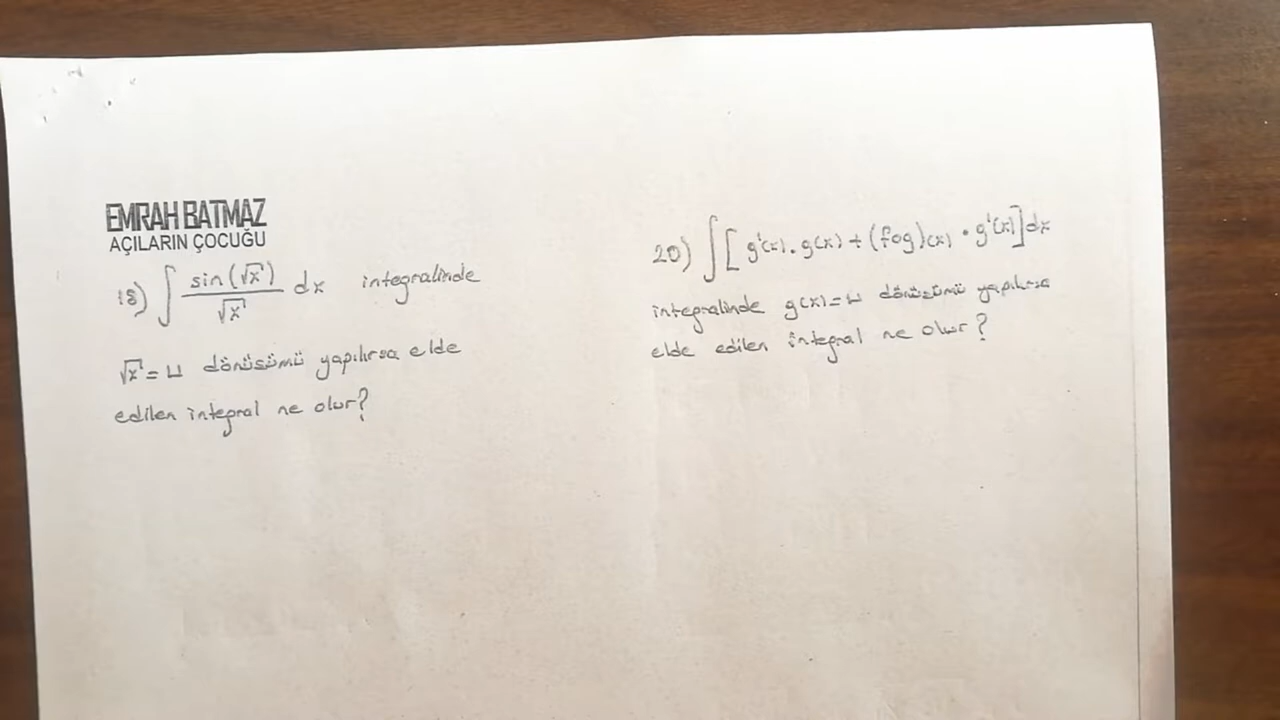 EMRAH BATMAZ
AÇILARIN ÇOCUĞU
18) ∫ sin(√x)/√x dx integralinde
√x = u dönüşümü yapılırsa elde
edilen integral ne olur?
20) ∫[g'(x).g(x) + (fog)(x) • g'(x)]dx
integralinde g(x)=u dönüşümü yapılırsa
elde edilen integral ne olur?